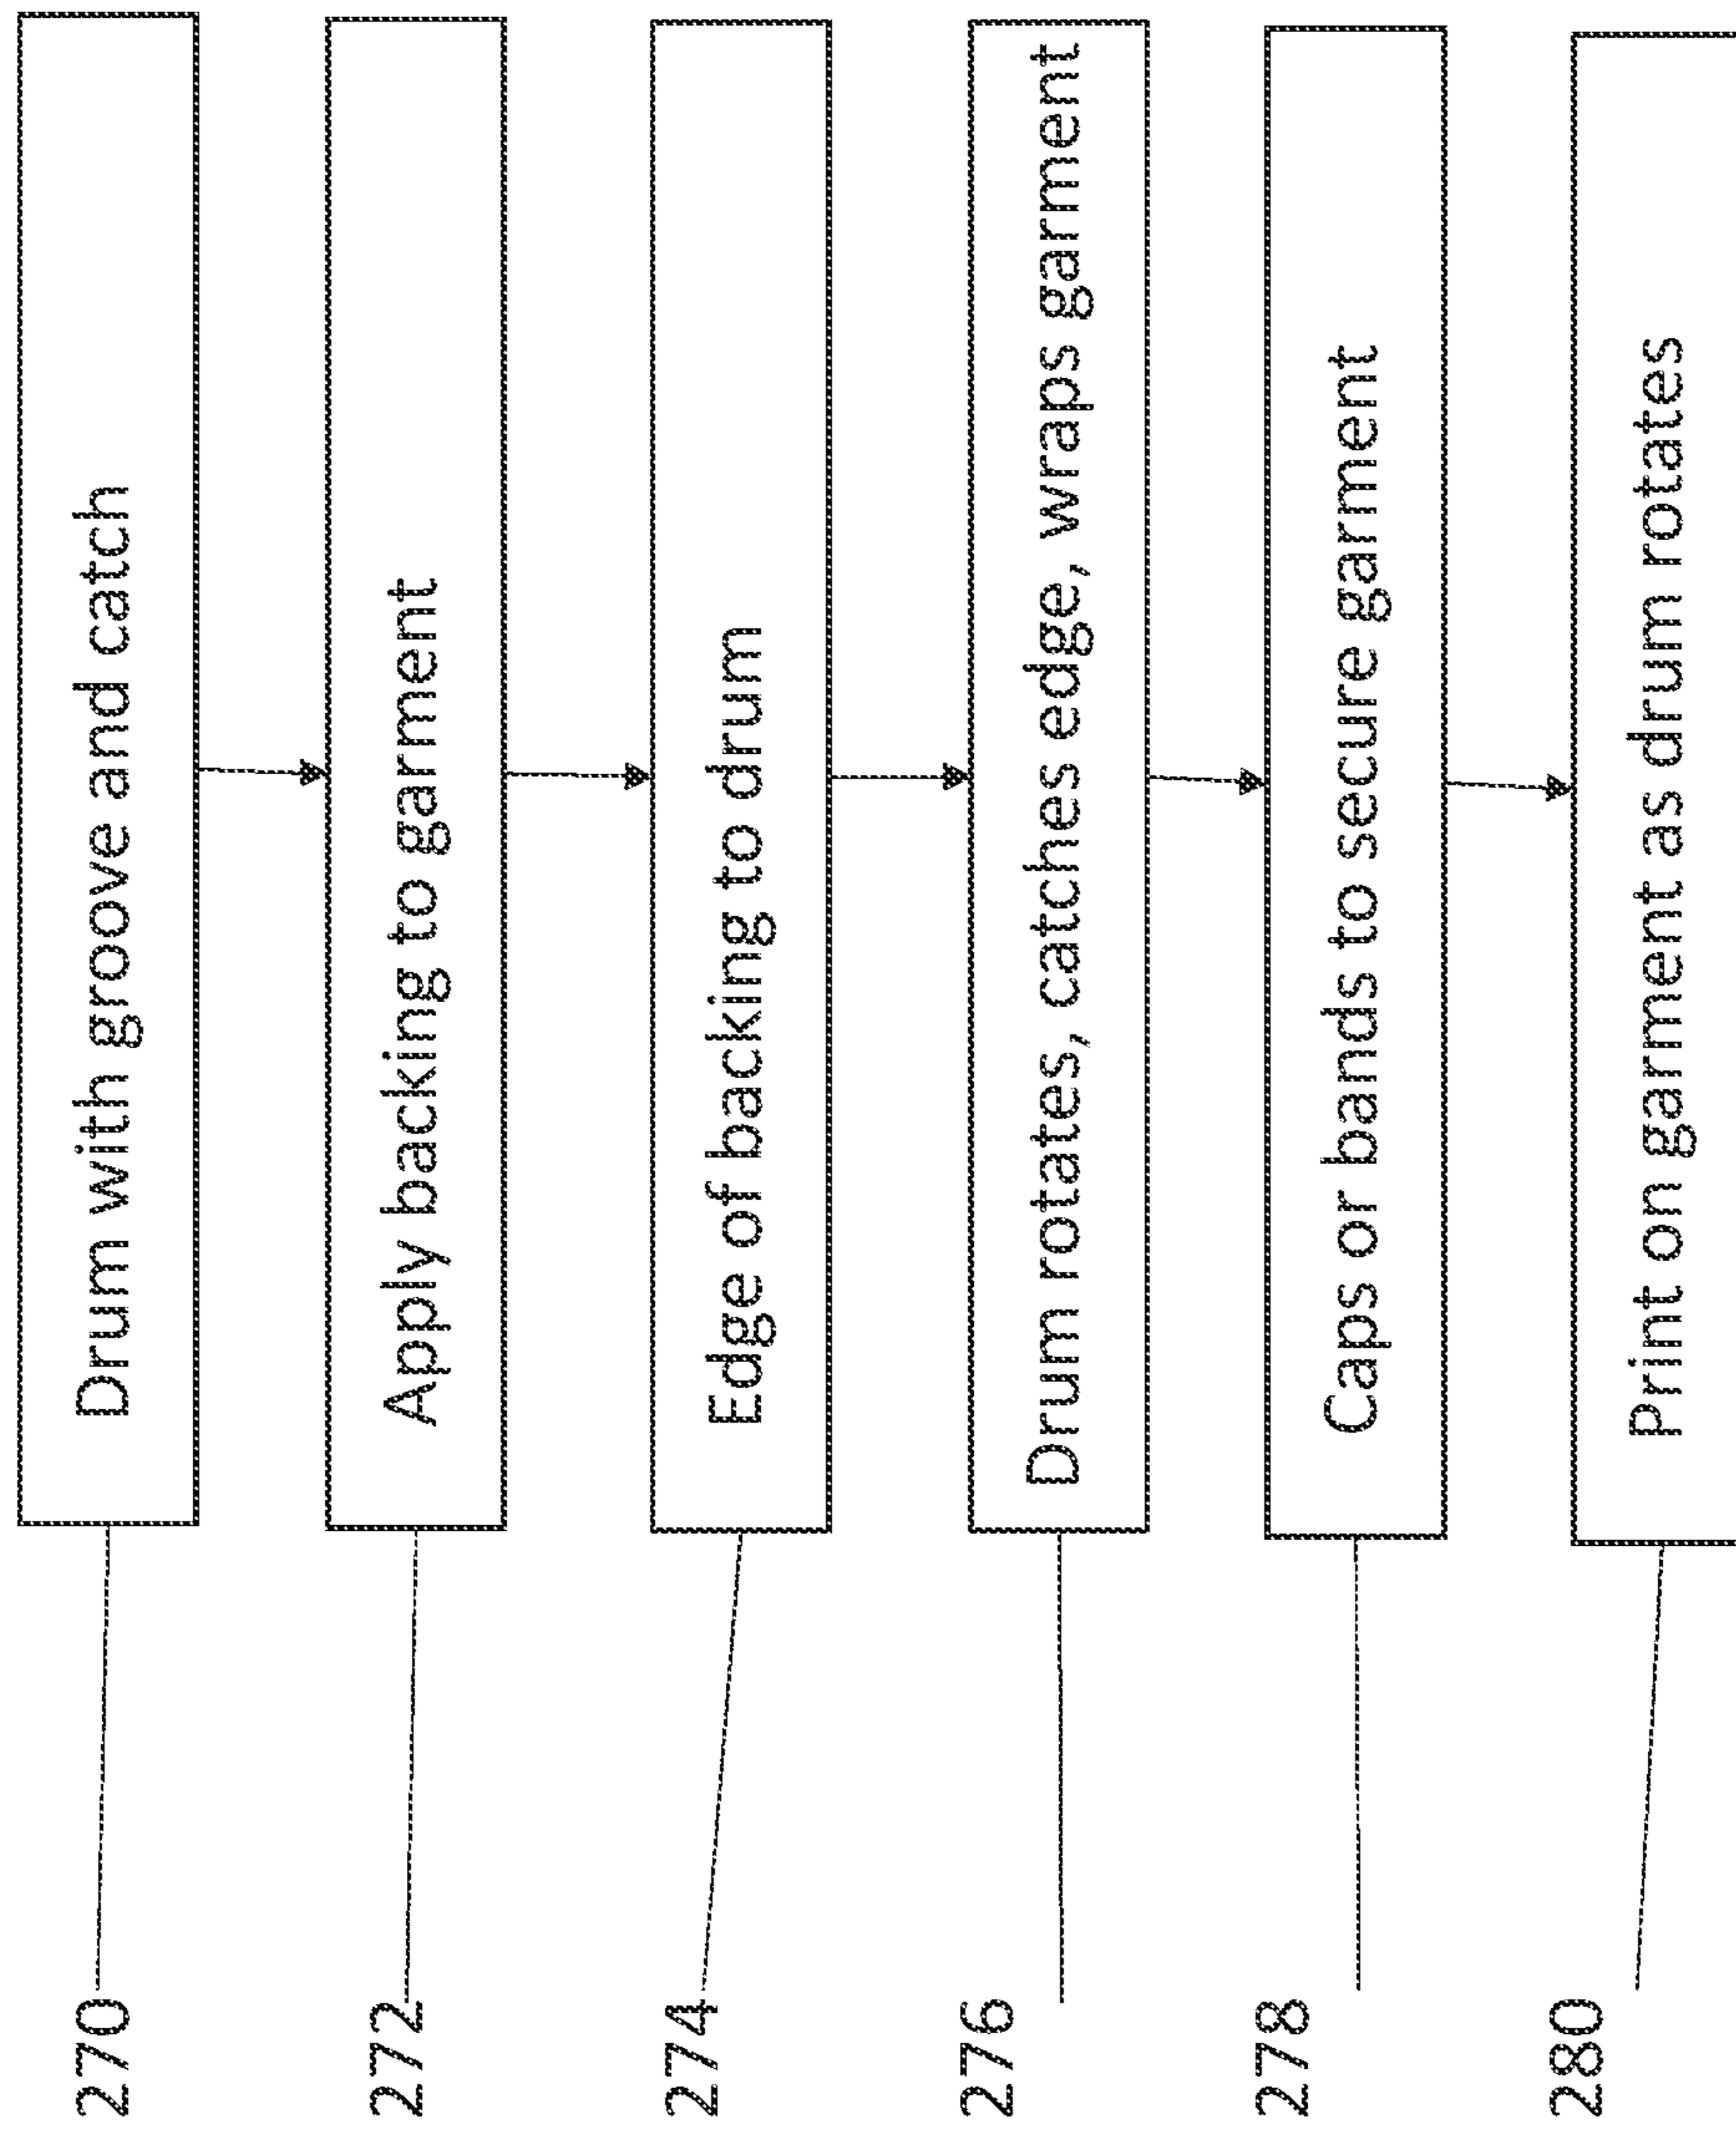 270 Drum with groove and catch
272 Apply backing to garment
274 Edge of backing to drum
276 Drum rotates, catches edge, wraps garment
278 Caps or bands to secure garment
280 Print on garment as drum rotates